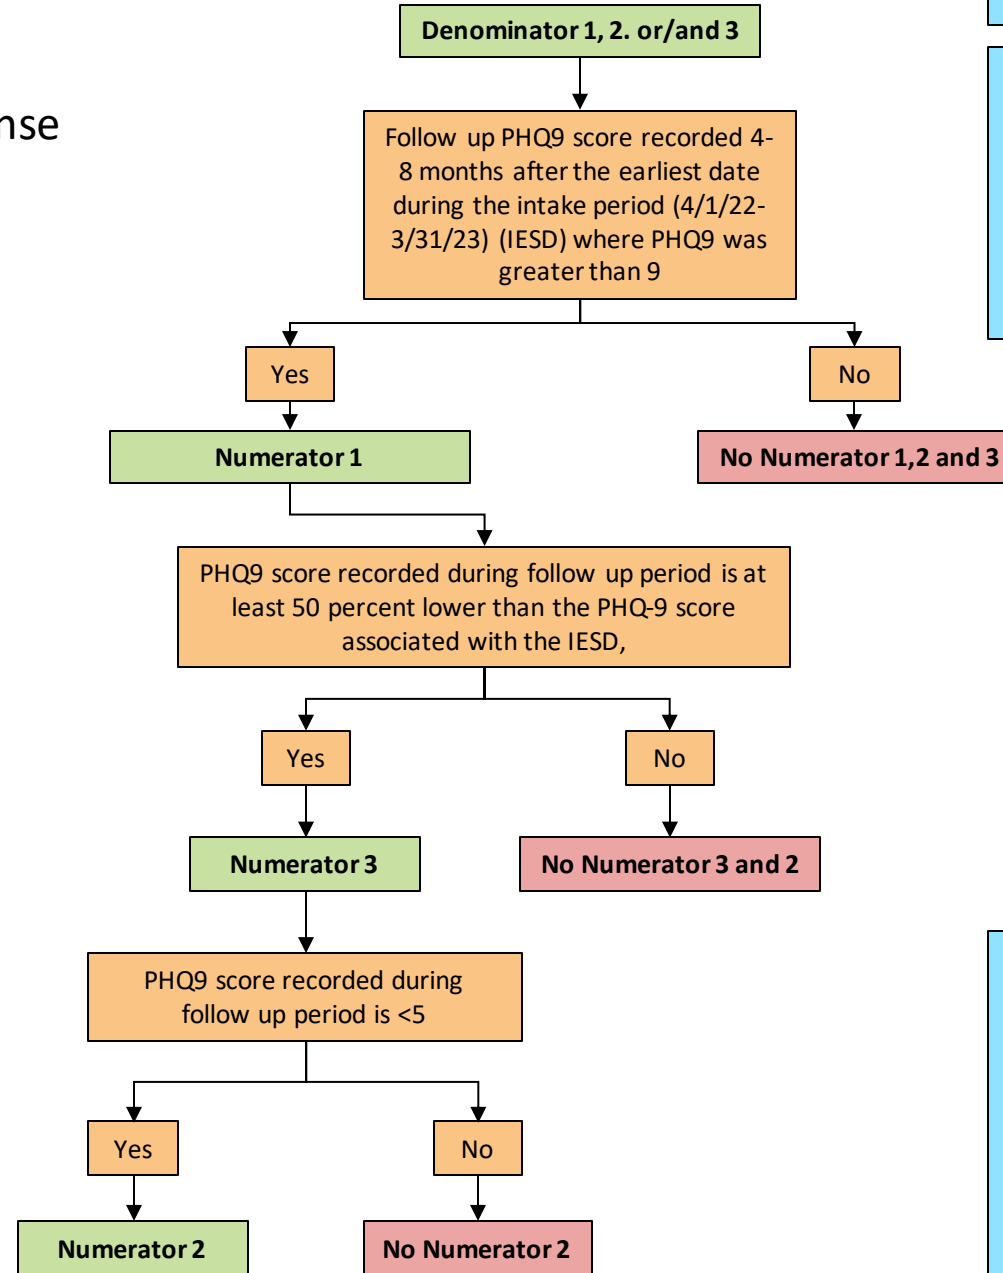 Denominator 1, 2. or/and 3
nse
Follow up PHQ9 score recorded 4-
8 months after the earliest date
during the intake period (4/1/22-
3/31/23) (IESD) where PHQ9 was
greater than 9
Yes
No
Numerator 1
No Numerator 1,2 and 3
PHQ9 score recorded during follow up period is at
least 50 percent lower than the PHQ-9 score
associated with the IESD,
Yes
No
Numerator 3
No Numerator 3 and 2
PHQ9 score recorded during
follow up period is <5
Yes
No
Numerator 2
No Numerator 2